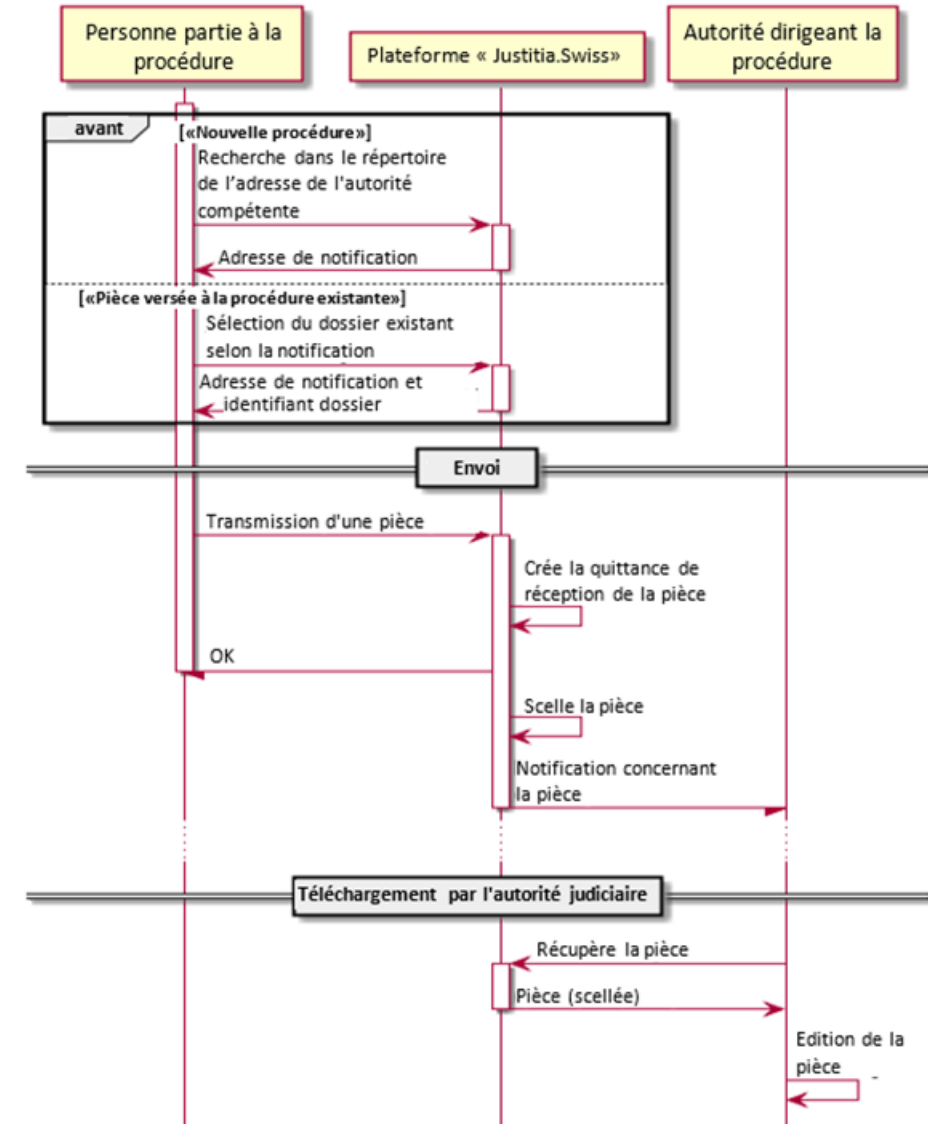 Personne partie à la
procédure
Plateforme « Justitia.Swiss»
Autorité dirigeant la
procédure
avant
[«Nouvelle procédure»]
Recherche dans le répertoire
de l’adresse de l'autorité
compétente
Adresse de notification
[«Pièce versée à la procédure existante»]
Sélection du dossier existant
selon la notification
Adresse de notification et
identifiant dossier
Envoi
Transmission d'une pièce
Crée la quittance de
réception de la pièce
OK
Scelle la pièce
Notification concernant
la pièce
Téléchargement par l'autorité judiciaire
Récupère la pièce
Pièce (scellée)
Edition de la
pièce